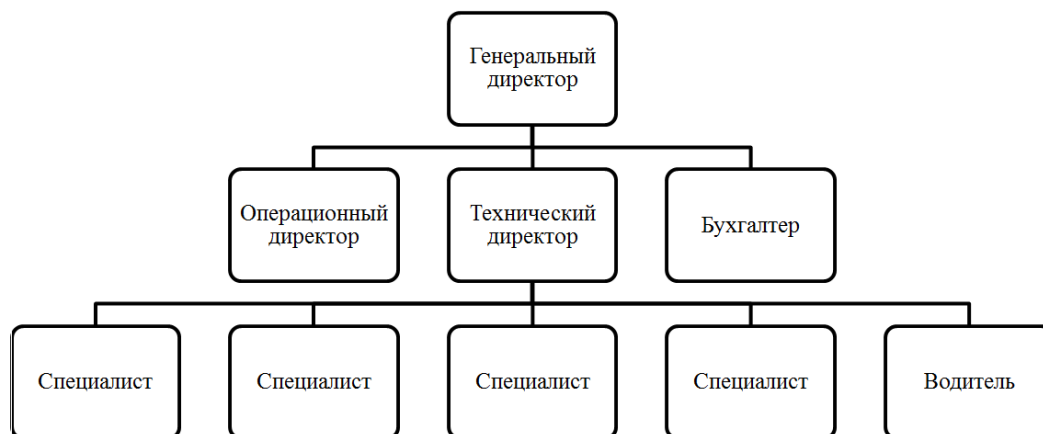 Генеральный
директор
Операционный
директор
Технический
директор
Бухгалтер
Специалист
Специалист
Специалист
Специалист
Водитель